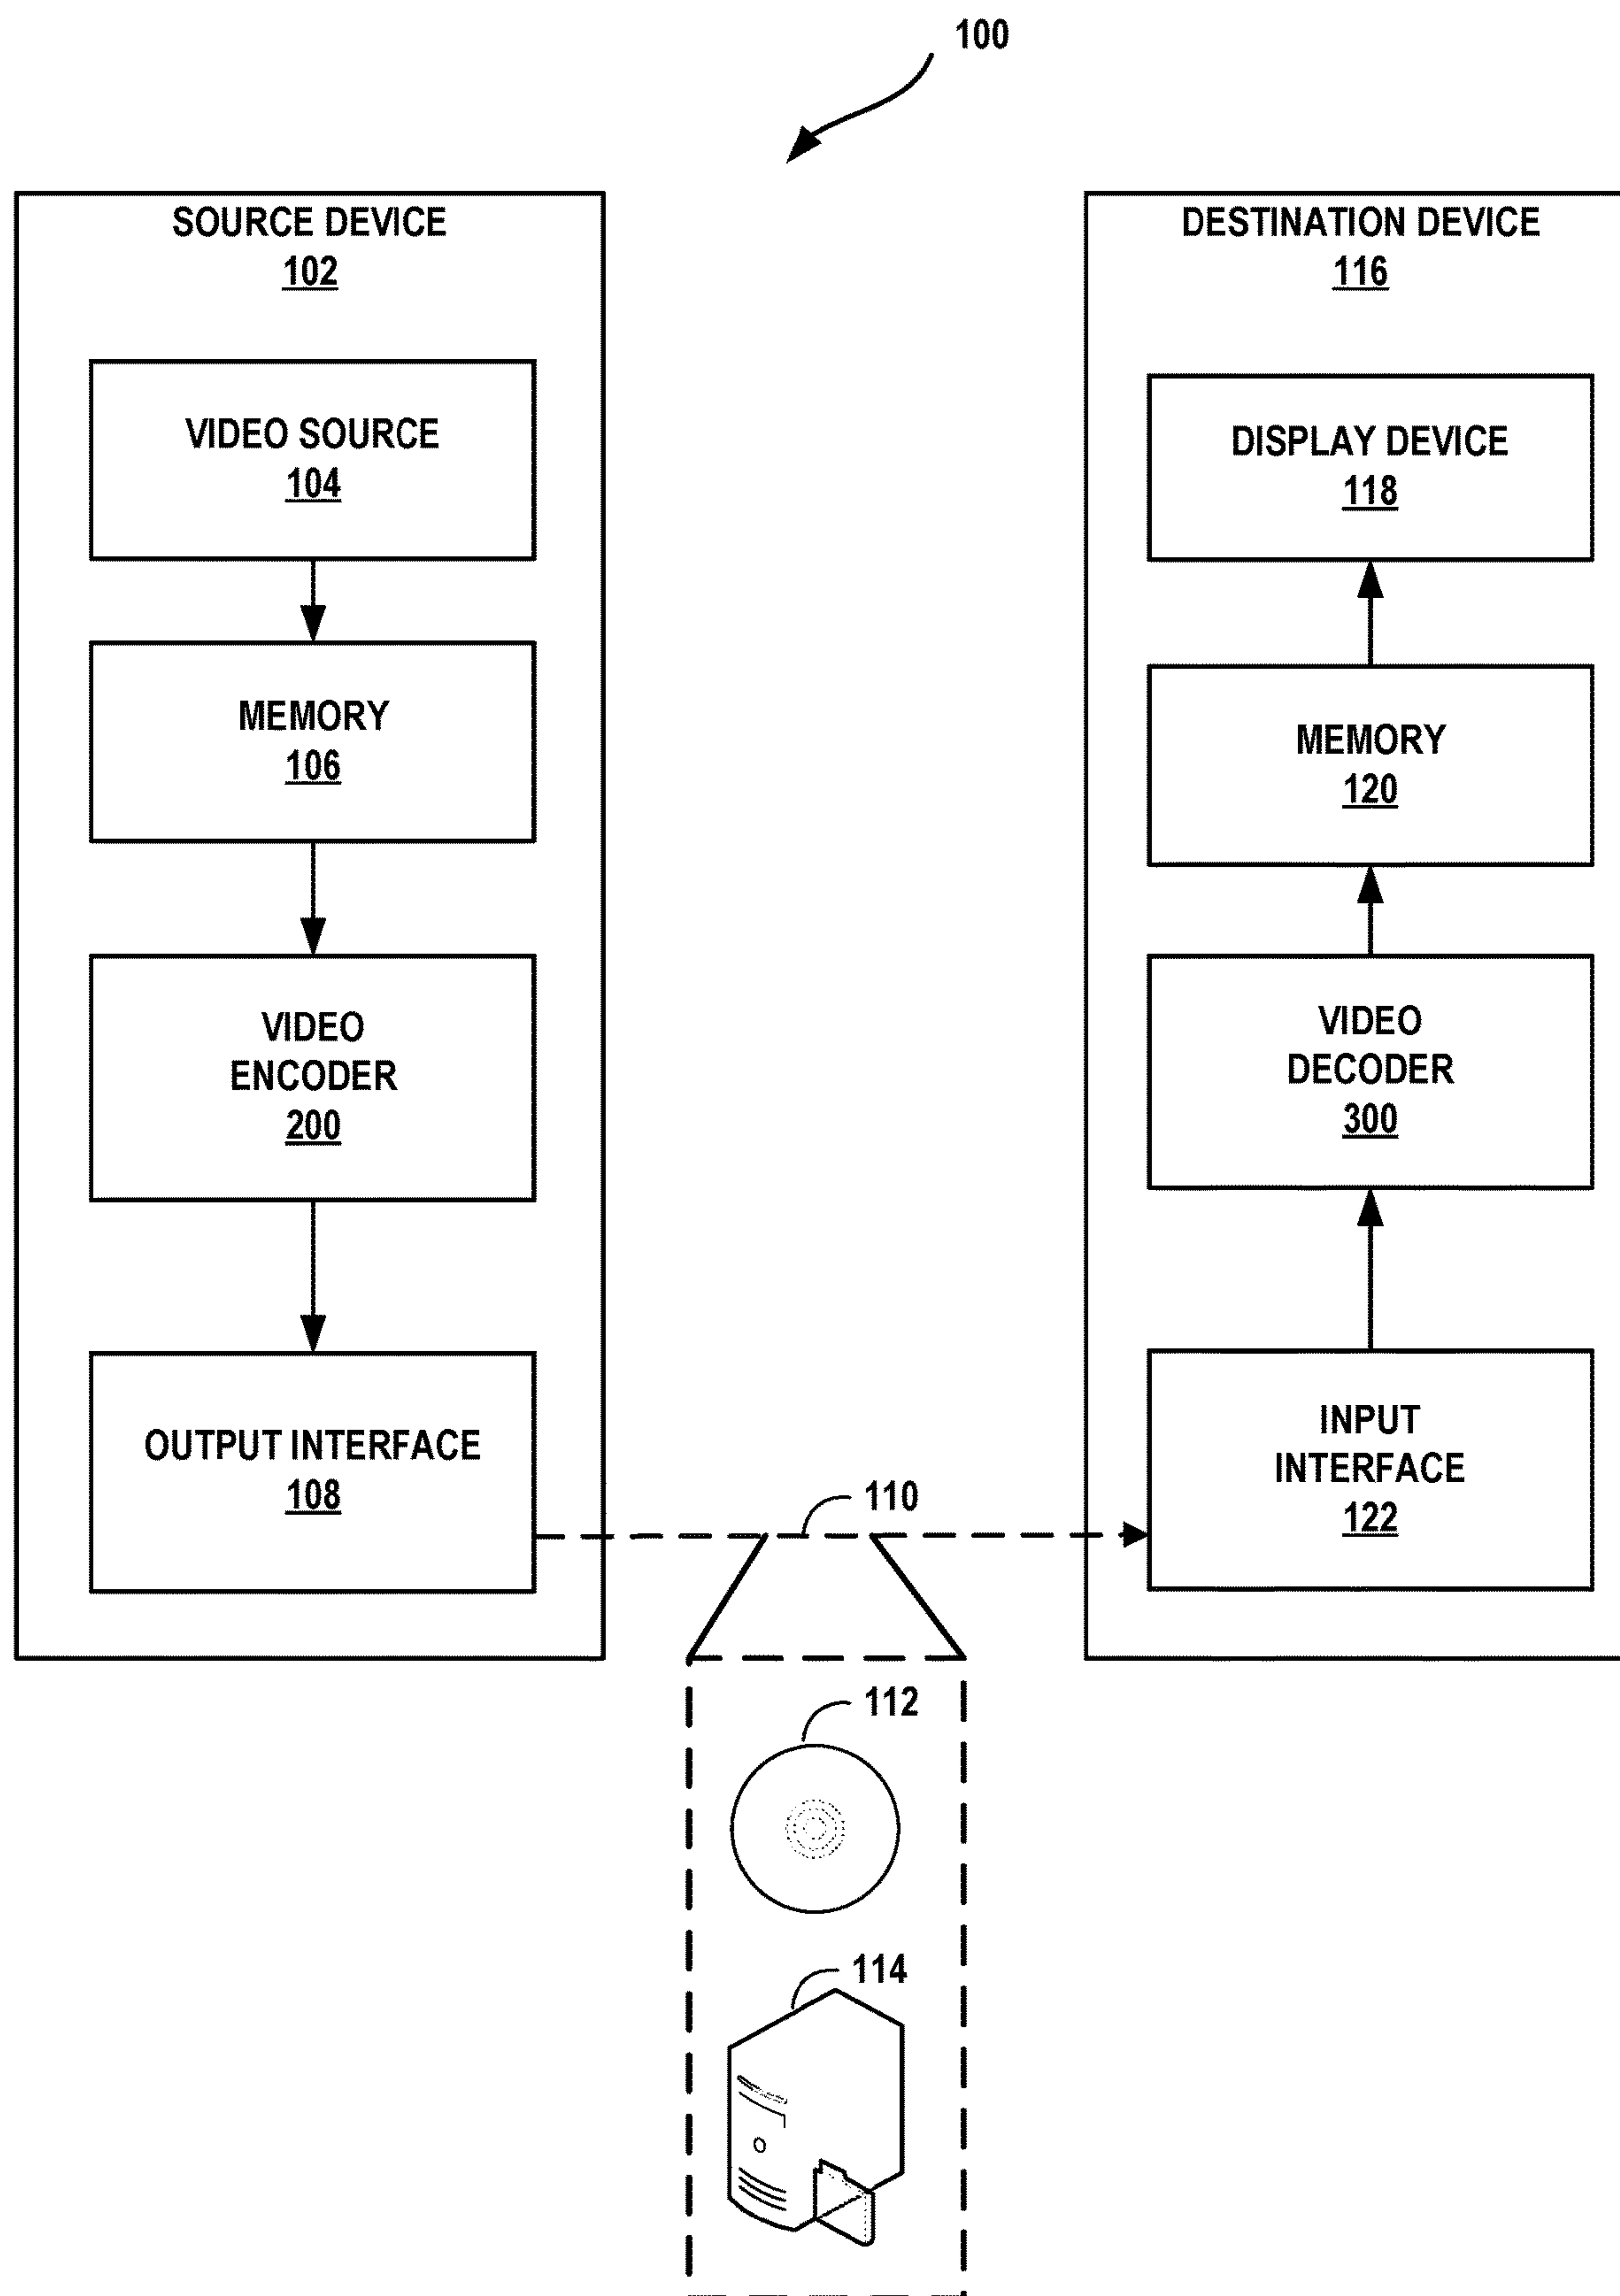 100
SOURCE DEVICE
102
VIDEO SOURCE
104
MEMORY
106
VIDEO
ENCODER
200
OUTPUT INTERFACE
108
DESTINATION DEVICE
116
DISPLAY DEVICE
118
MEMORY
120
VIDEO
DECODER
300
INPUT
INTERFACE
122
110
112
114